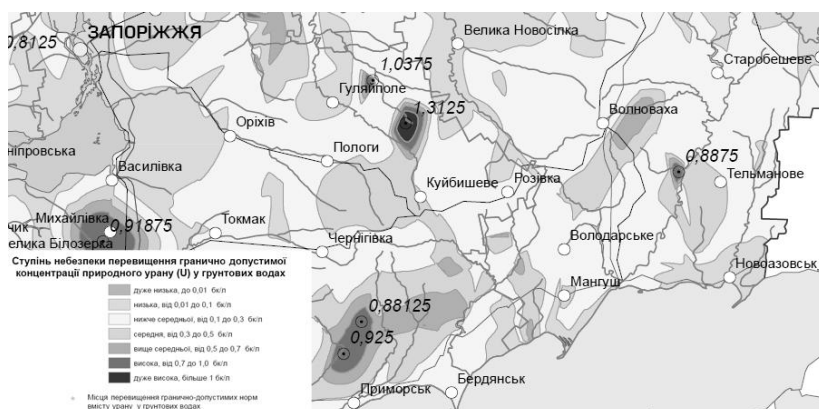 ЗАПОРІЖЖЯ
0,8125
Велика Новосілка
1,0375
Старобешеве
Гуляйполе
1,3125
Волноваха
Оріхів
ніпровська
Пологи
0,8875
Василівка
Тельманове
Куйбишеве
Розівка
Михайлівка
0,91875
чик
Токмак
елика Білозерка
Чернігівка
Володарське
Новоазовськ
Мангуш
Ступінь небезпеки перевищення гранично допустимої
концентрації природного урану (U) у грунтових водах
дуже низька, до 0,01 бк/л
низька, від 0,01 до 0,1 бк/л
нижче середньої, від 0,1 до 0,3 бк/л
середня, від 0,3 до 0,5 бк/л
вище середньої, від 0,5 до 0,7 бк/л
висока, від 0,7 до 1,0 бк/л
дуже висока, більше 1 бк/л
Місця перевищення гранично-допустимих норм
вмісту урану у грунтових водах
0,88125
0,925
Приморськ
Бердянськ